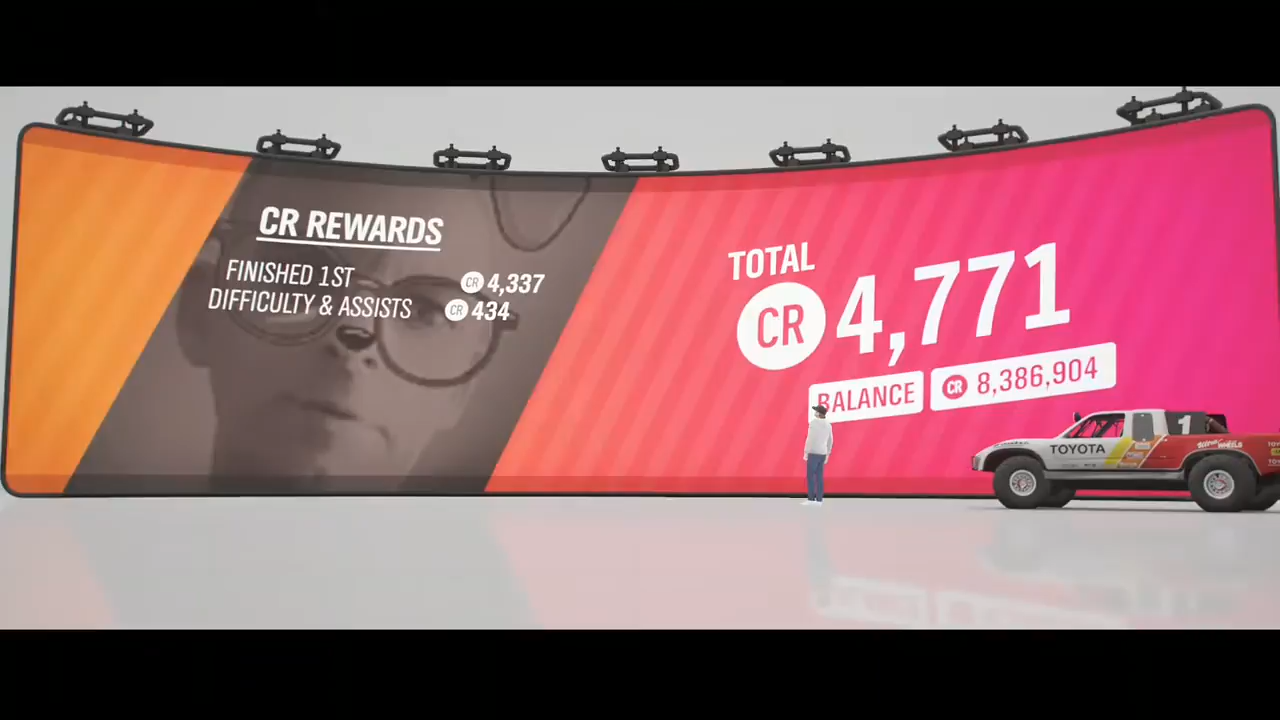 CR REWARDS
FINISHED 1ST CR 4,337
DIFFICULTY & ASSISTS CR 434
TOTAL
CR 4,771
BALANCE CR 8,386,904
TOYOTA
1
WHEELS